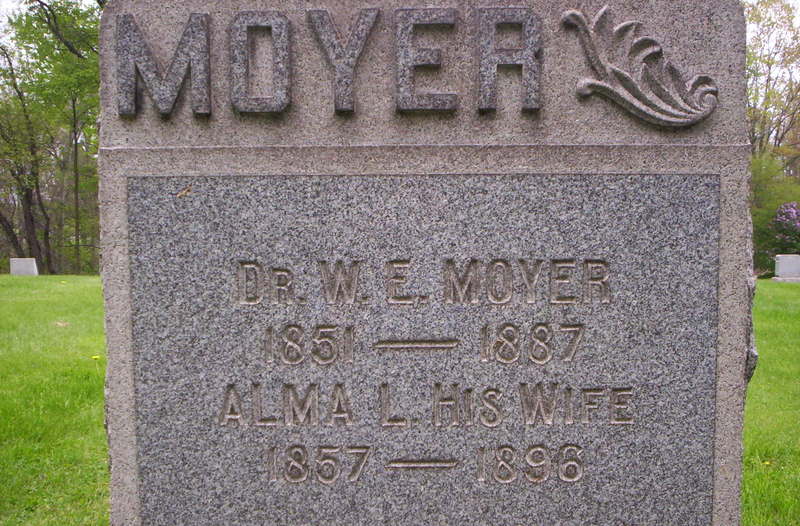 MOYER
DR. W. E. MOYER
1851 — 1887
ALMA L. HIS WIFE
1857 — 1896